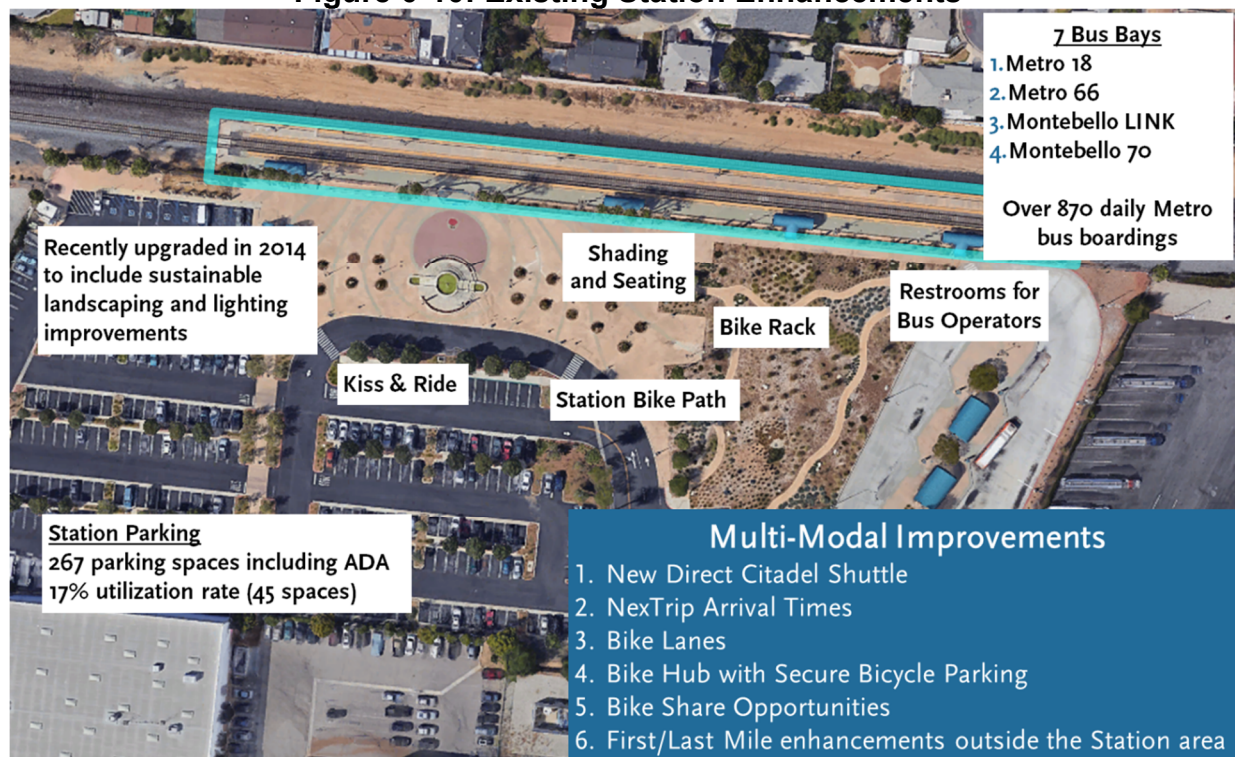 Figure Existing Station Enhancements
7 Bus Bays
1. Metro 18
2. Metro 66
3. Montebello LINK
4. Montebello 70
Over 870 daily Metro
bus boardings
Recently upgraded in 2014
to include sustainable
landscaping and lighting
improvements
Shading
and Seating
Bike Rack
Restrooms for
Bus Operators
Kiss & Ride
Station Bike Path
Station Parking
267 parking spaces including ADA
17% utilization rate (45 spaces)
Multi-Modal Improvements
1. New Direct Citadel Shuttle
2. NexTrip Arrival Times
3. Bike Lanes
4. Bike Hub with Secure Bicycle Parking
5. Bike Share Opportunities
6. First/Last Mile enhancements outside the Station area